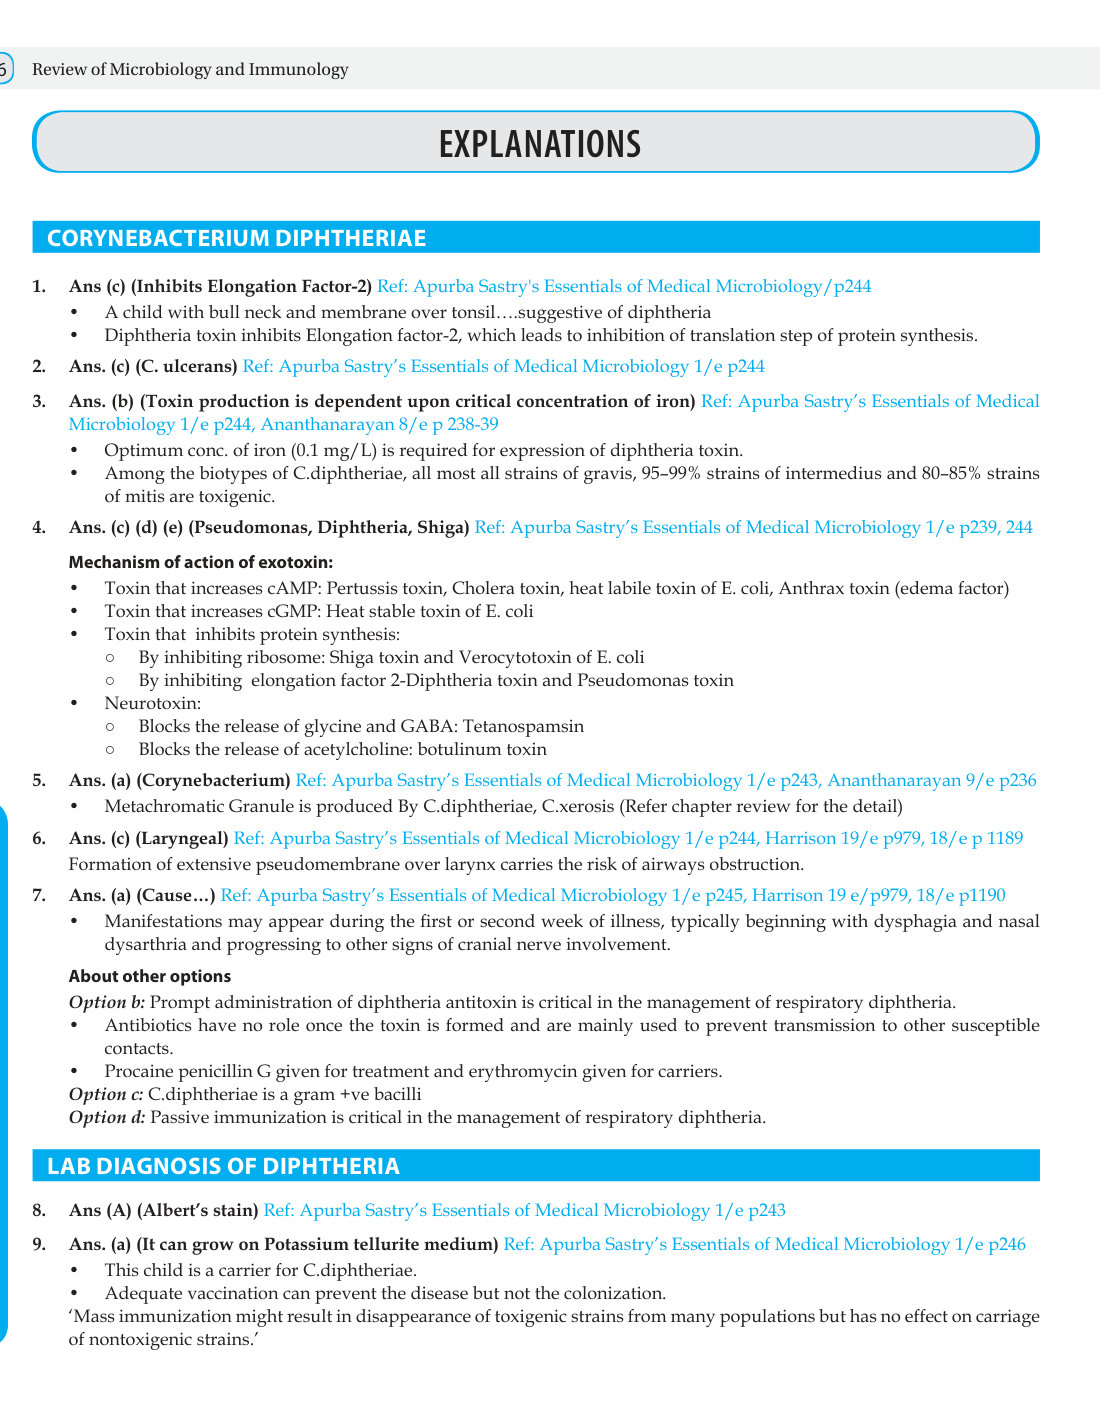 6 Review of Microbiology and Immunology
EXPLANATIONS
CORYNEBACTERIUM DIPHTHERIAE
1. Ans (c) (Inhibits Elongation Factor-2) Ref: Apurba Sastry's Essentials of Medical Microbiology/p244
• A child with bull neck and membrane over tonsil….suggestive of diphtheria
• Diphtheria toxin inhibits Elongation factor-2, which leads to inhibition of translation step of protein synthesis.
2. Ans. (c) (C. ulcerans) Ref: Apurba Sastry’s Essentials of Medical Microbiology 1/e p244
3. Ans. (b) (Toxin production is dependent upon critical concentration of iron) Ref: Apurba Sastry’s Essentials of Medical
Microbiology 1/e p244, Ananthanarayan 8/e p 238-39
• Optimum conc. of iron (0.1 mg/L) is required for expression of diphtheria toxin.
• Among the biotypes of C.diphtheriae, all most all strains of gravis, 95–99% strains of intermedius and 80–85% strains
of mitis are toxigenic.
4. Ans. (c) (d) (e) (Pseudomonas, Diphtheria, Shiga) Ref: Apurba Sastry’s Essentials of Medical Microbiology 1/e p239, 244
Mechanism of action of exotoxin:
• Toxin that increases cAMP: Pertussis toxin, Cholera toxin, heat labile toxin of E. coli, Anthrax toxin (edema factor)
• Toxin that increases cGMP: Heat stable toxin of E. coli
• Toxin that inhibits protein synthesis:
○ By inhibiting ribosome: Shiga toxin and Verocytotoxin of E. coli
○ By inhibiting elongation factor 2-Diphtheria toxin and Pseudomonas toxin
• Neurotoxin:
○ Blocks the release of glycine and GABA: Tetanospamsin
○ Blocks the release of acetylcholine: botulinum toxin
5. Ans. (a) (Corynebacterium) Ref: Apurba Sastry’s Essentials of Medical Microbiology 1/e p243, Ananthanarayan 9/e p236
• Metachromatic Granule is produced By C.diphtheriae, C.xerosis (Refer chapter review for the detail)
6. Ans. (c) (Laryngeal) Ref: Apurba Sastry’s Essentials of Medical Microbiology 1/e p244, Harrison 19/e p979, 18/e p 1189
Formation of extensive pseudomembrane over larynx carries the risk of airways obstruction.
7. Ans. (a) (Cause…) Ref: Apurba Sastry’s Essentials of Medical Microbiology 1/e p245, Harrison 19 e/p979, 18/e p1190
• Manifestations may appear during the first or second week of illness, typically beginning with dysphagia and nasal
dysarthria and progressing to other signs of cranial nerve involvement.
About other options
Option b: Prompt administration of diphtheria antitoxin is critical in the management of respiratory diphtheria.
• Antibiotics have no role once the toxin is formed and are mainly used to prevent transmission to other susceptible
contacts.
• Procaine penicillin G given for treatment and erythromycin given for carriers.
Option c: C.diphtheriae is a gram +ve bacilli
Option d: Passive immunization is critical in the management of respiratory diphtheria.
LAB DIAGNOSIS OF DIPHTHERIA
8. Ans (A) (Albert’s stain) Ref: Apurba Sastry’s Essentials of Medical Microbiology 1/e p243
9. Ans. (a) (It can grow on Potassium tellurite medium) Ref: Apurba Sastry’s Essentials of Medical Microbiology 1/e p246
• This child is a carrier for C.diphtheriae.
• Adequate vaccination can prevent the disease but not the colonization.
‘Mass immunization might result in disappearance of toxigenic strains from many populations but has no effect on carriage
of nontoxigenic strains.’